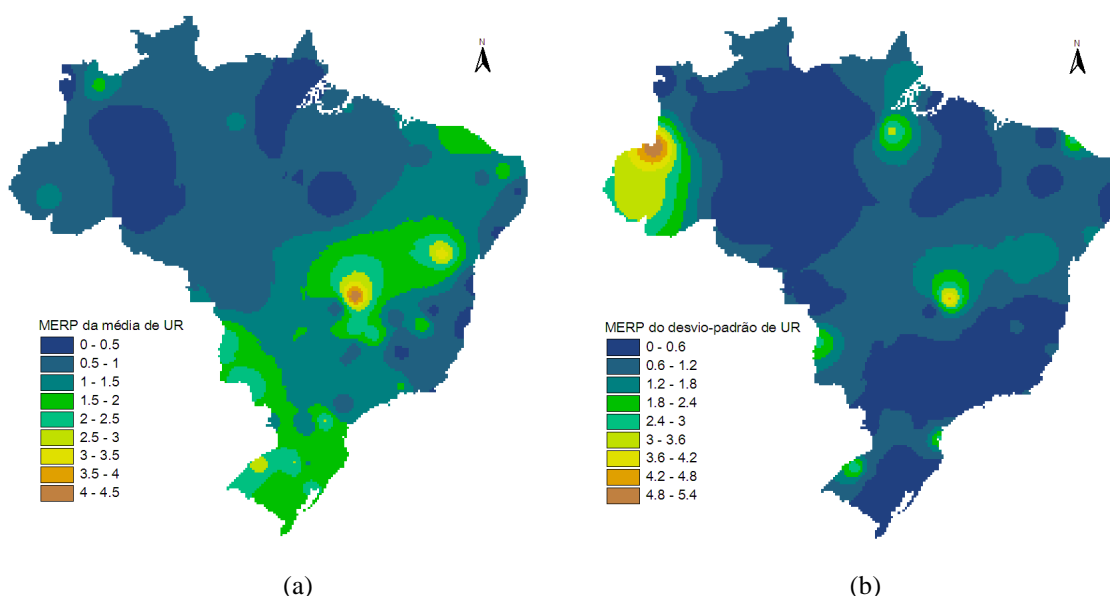 N
MERP da média de UR
0 - 0.5
0.5 - 1
1 - 1.5
1.5 - 2
2 - 2.5
2.5 - 3
3 - 3.5
3.5 - 4
4 - 4.5
(a)
N
MERP do desvio-padrão de UR
0 - 0.6
0.6 - 1.2
1.2 - 1.8
1.8 - 2.4
2.4 - 3
3 - 3.6
3.6 - 4.2
4.2 - 4.8
4.8 - 5.4
(b)